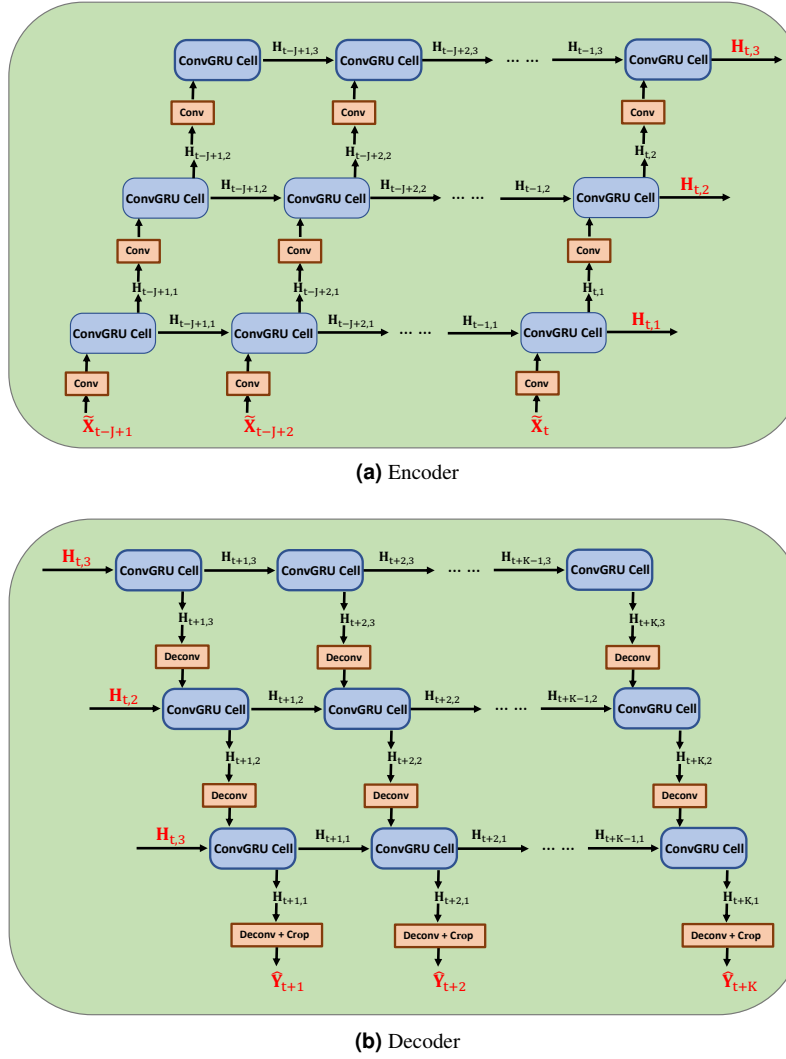 H_{t−J+1,3} H_{t−J+2,3} H_{t−1,3} H_{t,3}
ConvGRU Cell ConvGRU Cell … … ConvGRU Cell
Conv Conv Conv
H_{t−J+1,2} H_{t−J+2,2} H_{t,2}
H_{t−J+1,2} H_{t−J+2,2} H_{t−1,2} H_{t,2}
ConvGRU Cell ConvGRU Cell … … ConvGRU Cell
Conv Conv Conv
H_{t−J+1,1} H_{t−J+2,1} H_{t,1}
H_{t−J+1,1} H_{t−J+2,1} H_{t−1,1} H_{t,1}
ConvGRU Cell ConvGRU Cell … … ConvGRU Cell
Conv Conv Conv
X̃_{t−J+1} X̃_{t−J+2} X̃_t
(a) Encoder
H_{t,3} H_{t+1,3} H_{t+2,3} H_{t+K−1,3}
ConvGRU Cell ConvGRU Cell … … ConvGRU Cell
H_{t+1,3} H_{t+2,3} H_{t+K,3}
Deconv Deconv Deconv
H_{t,2} H_{t+1,2} H_{t+2,2} H_{t+K−1,2}
ConvGRU Cell ConvGRU Cell … … ConvGRU Cell
H_{t+1,2} H_{t+2,2} H_{t+K,2}
Deconv Deconv Deconv
H_{t,3} H_{t+1,1} H_{t+2,1} H_{t+K−1,1}
ConvGRU Cell ConvGRU Cell … … ConvGRU Cell
H_{t+1,1} H_{t+2,1} H_{t+K,1}
Deconv + Crop Deconv + Crop Deconv + Crop
Ŷ_{t+1} Ŷ_{t+2} Ŷ_{t+K}
(b) Decoder